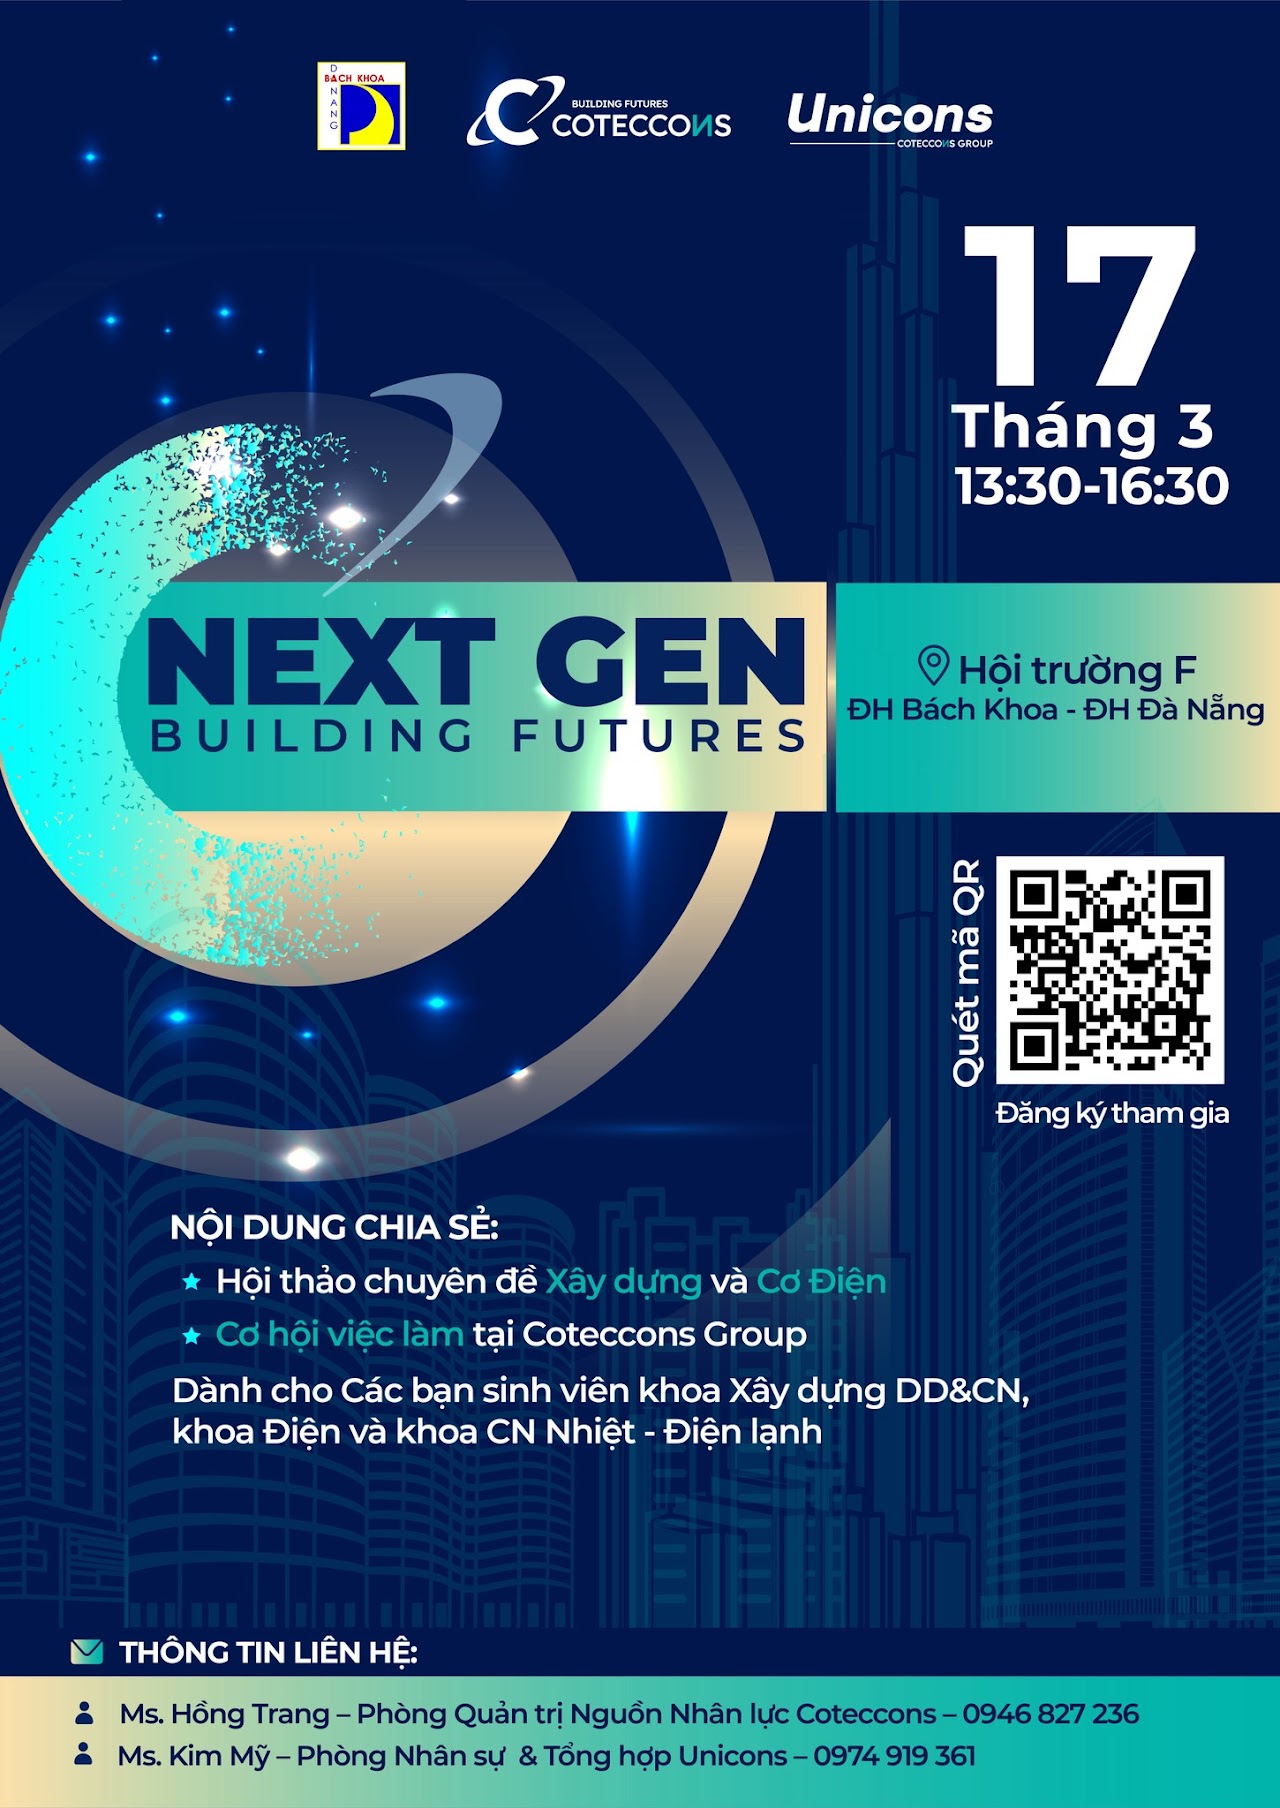 DANANG
BÁCH KHOA
BUILDING FUTURES
COTECCONS
Unicons
COTECCONS GROUP
17
Tháng 3
13:30-16:30
NEXT GEN
BUILDING FUTURES
Hội trường F
ĐH Bách Khoa - ĐH Đà Nẵng
Quét mã QR
Đăng ký tham gia
NỘI DUNG CHIA SẺ:
Hội thảo chuyên đề Xây dựng và Cơ Điện
Cơ hội việc làm tại Coteccons Group
Dành cho Các bạn sinh viên khoa Xây dựng DD&CN,
khoa Điện và khoa CN Nhiệt - Điện lạnh
THÔNG TIN LIÊN HỆ:
Ms. Hồng Trang – Phòng Quản trị Nguồn Nhân lực Coteccons – 0946 827 236
Ms. Kim Mỹ – Phòng Nhân sự & Tổng hợp Unicons – 0974 919 361